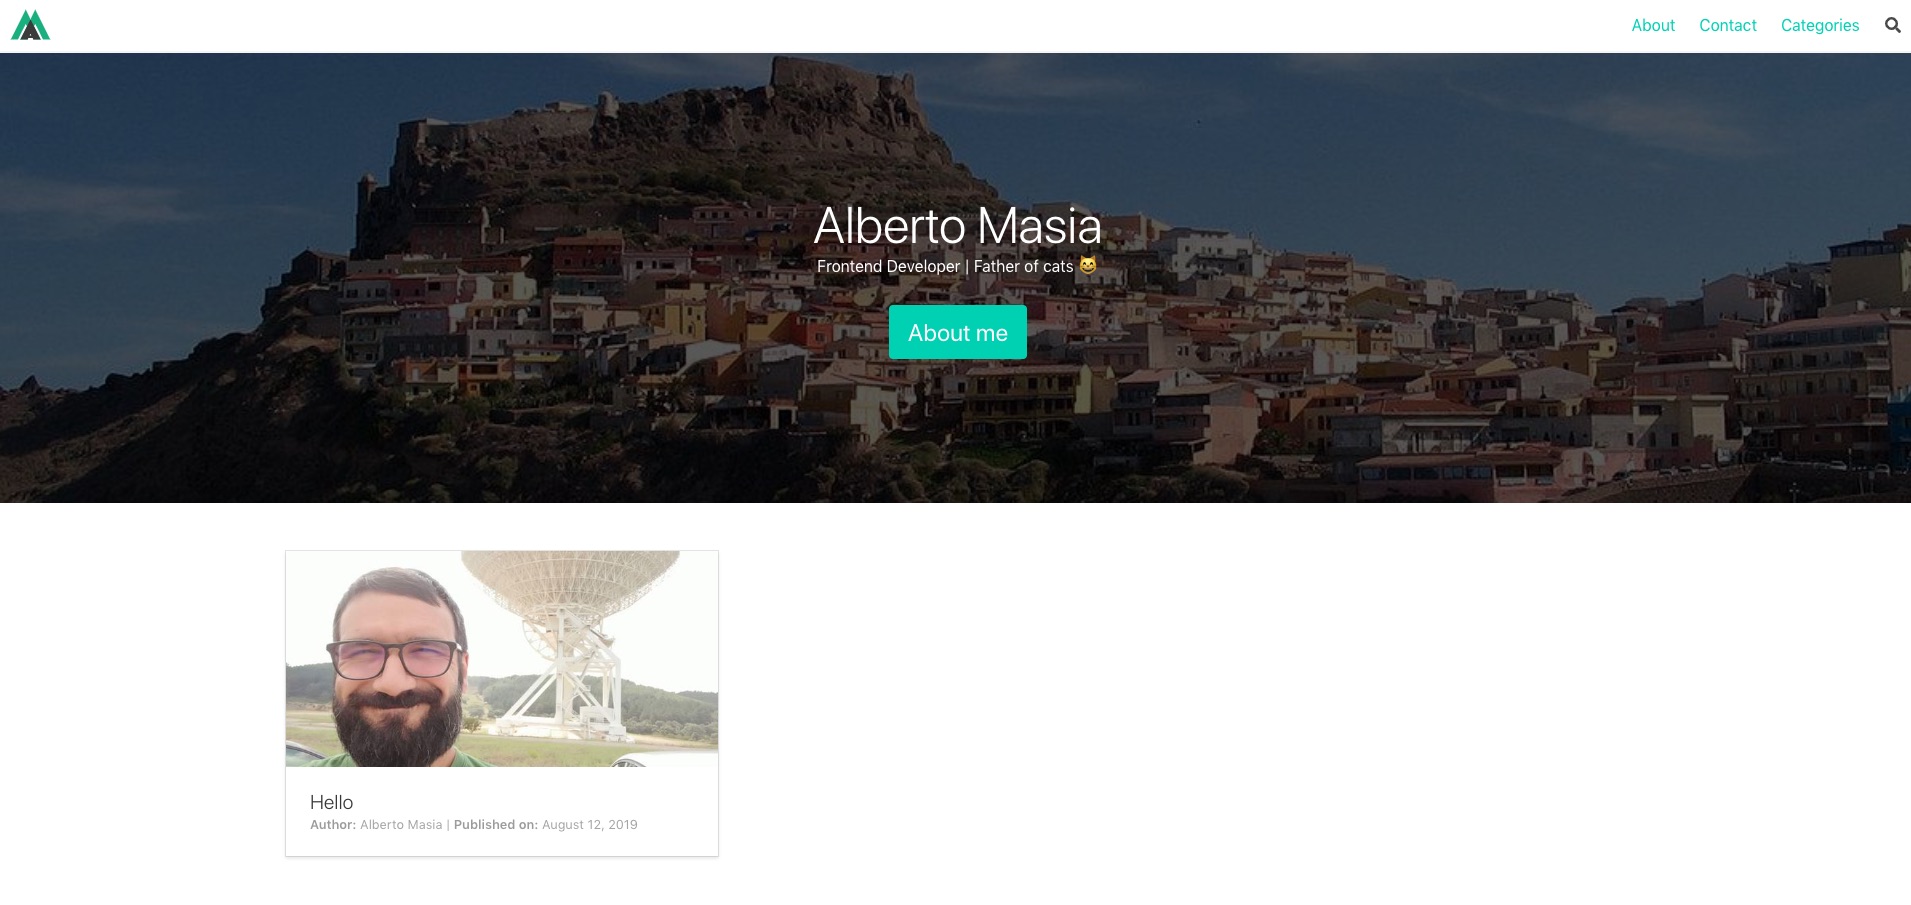 About Contact Categories
Alberto Masia
Frontend Developer | Father of cats 😸
About me
Hello
Author: Alberto Masia | Published on: August 12, 2019